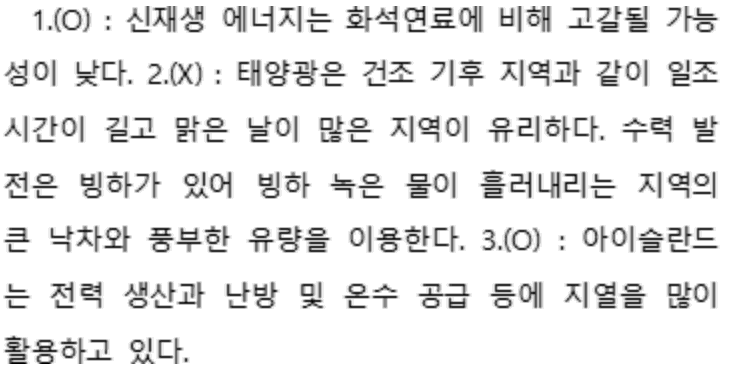 1.(O) : 신재생 에너지는 화석연료에 비해 고갈될 가능
성이 낮다. 2.(X) : 태양광은 건조 기후 지역과 같이 일조
시간이 길고 맑은 날이 많은 지역이 유리하다. 수력 발
전은 빙하가 있어 빙하 녹은 물이 흘러내리는 지역의
큰 낙차와 풍부한 유량을 이용한다. 3.(O) : 아이슬란드
는 전력 생산과 난방 및 온수 공급 등에 지열을 많이
활용하고 있다.